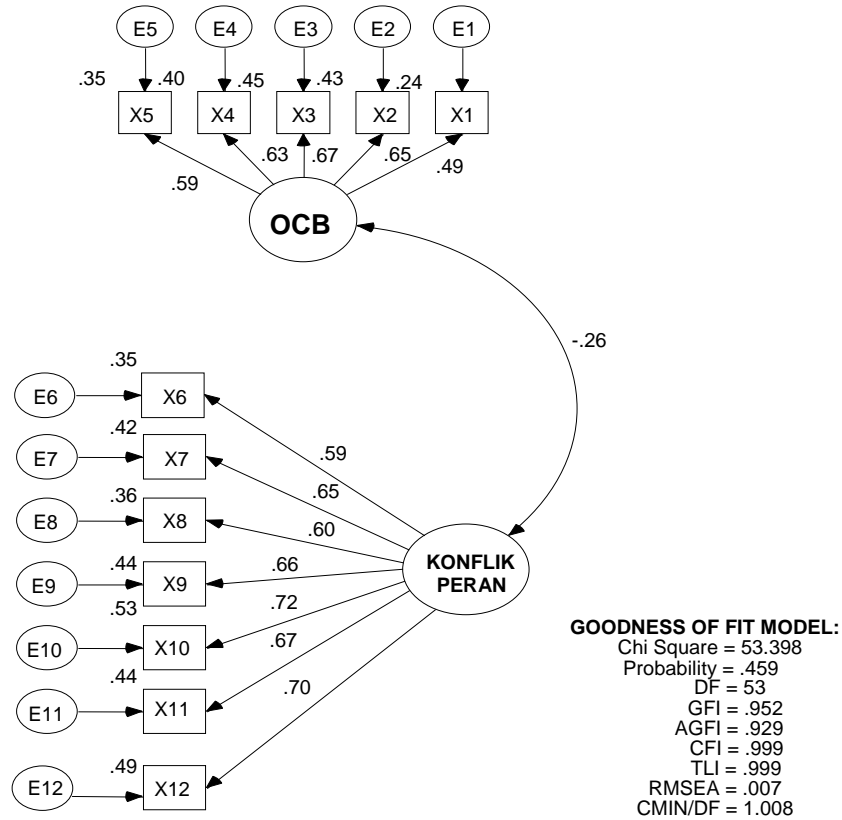 E5 E4 E3 E2 E1
.35 .40 .45 .43 .24
X5 X4 X3 X2 X1
.59 .63 .67 .65 .49
OCB
-.26
.35
E6 X6 .59
.42
E7 X7 .65
.36
E8 X8 .60
.44
E9 X9 .66
.53
E10 X10 .72
.44
E11 X11 .67
.49
E12 X12 .70
KONFLIK
PERAN
GOODNESS OF FIT MODEL:
Chi Square = 53.398
Probability = .459
DF = 53
GFI = .952
AGFI = .929
CFI = .999
TLI = .999
RMSEA = .007
CMIN/DF = 1.008